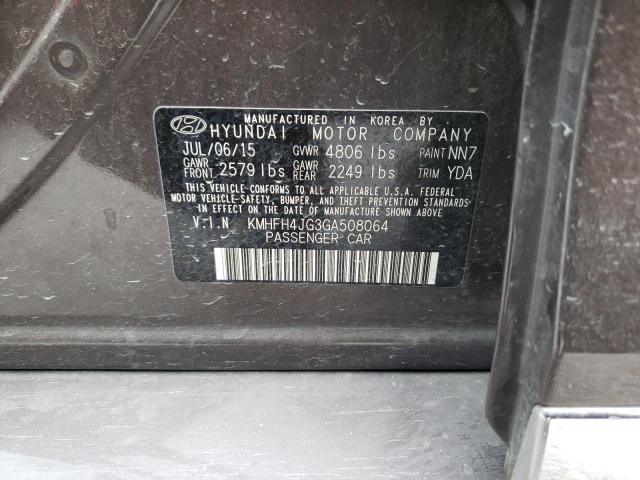 MANUFACTURED IN KOREA BY
HYUNDAI MOTOR COMPANY
JUL/06/15 GVWR 4806 lbs PAINT NN7
GAWR FRONT 2579 lbs GAWR REAR 2249 lbs TRIM YDA
THIS VEHICLE CONFORMS TO ALL APPLICABLE U.S.A. FEDERAL
MOTOR VEHICLE-SAFETY, BUMPER, AND THEFT PREVENTION STANDARDS
IN EFFECT ON THE DATE OF MANUFACTURE SHOWN ABOVE
V.I.N KMHFH4JG3GA508064
PASSENGER CAR